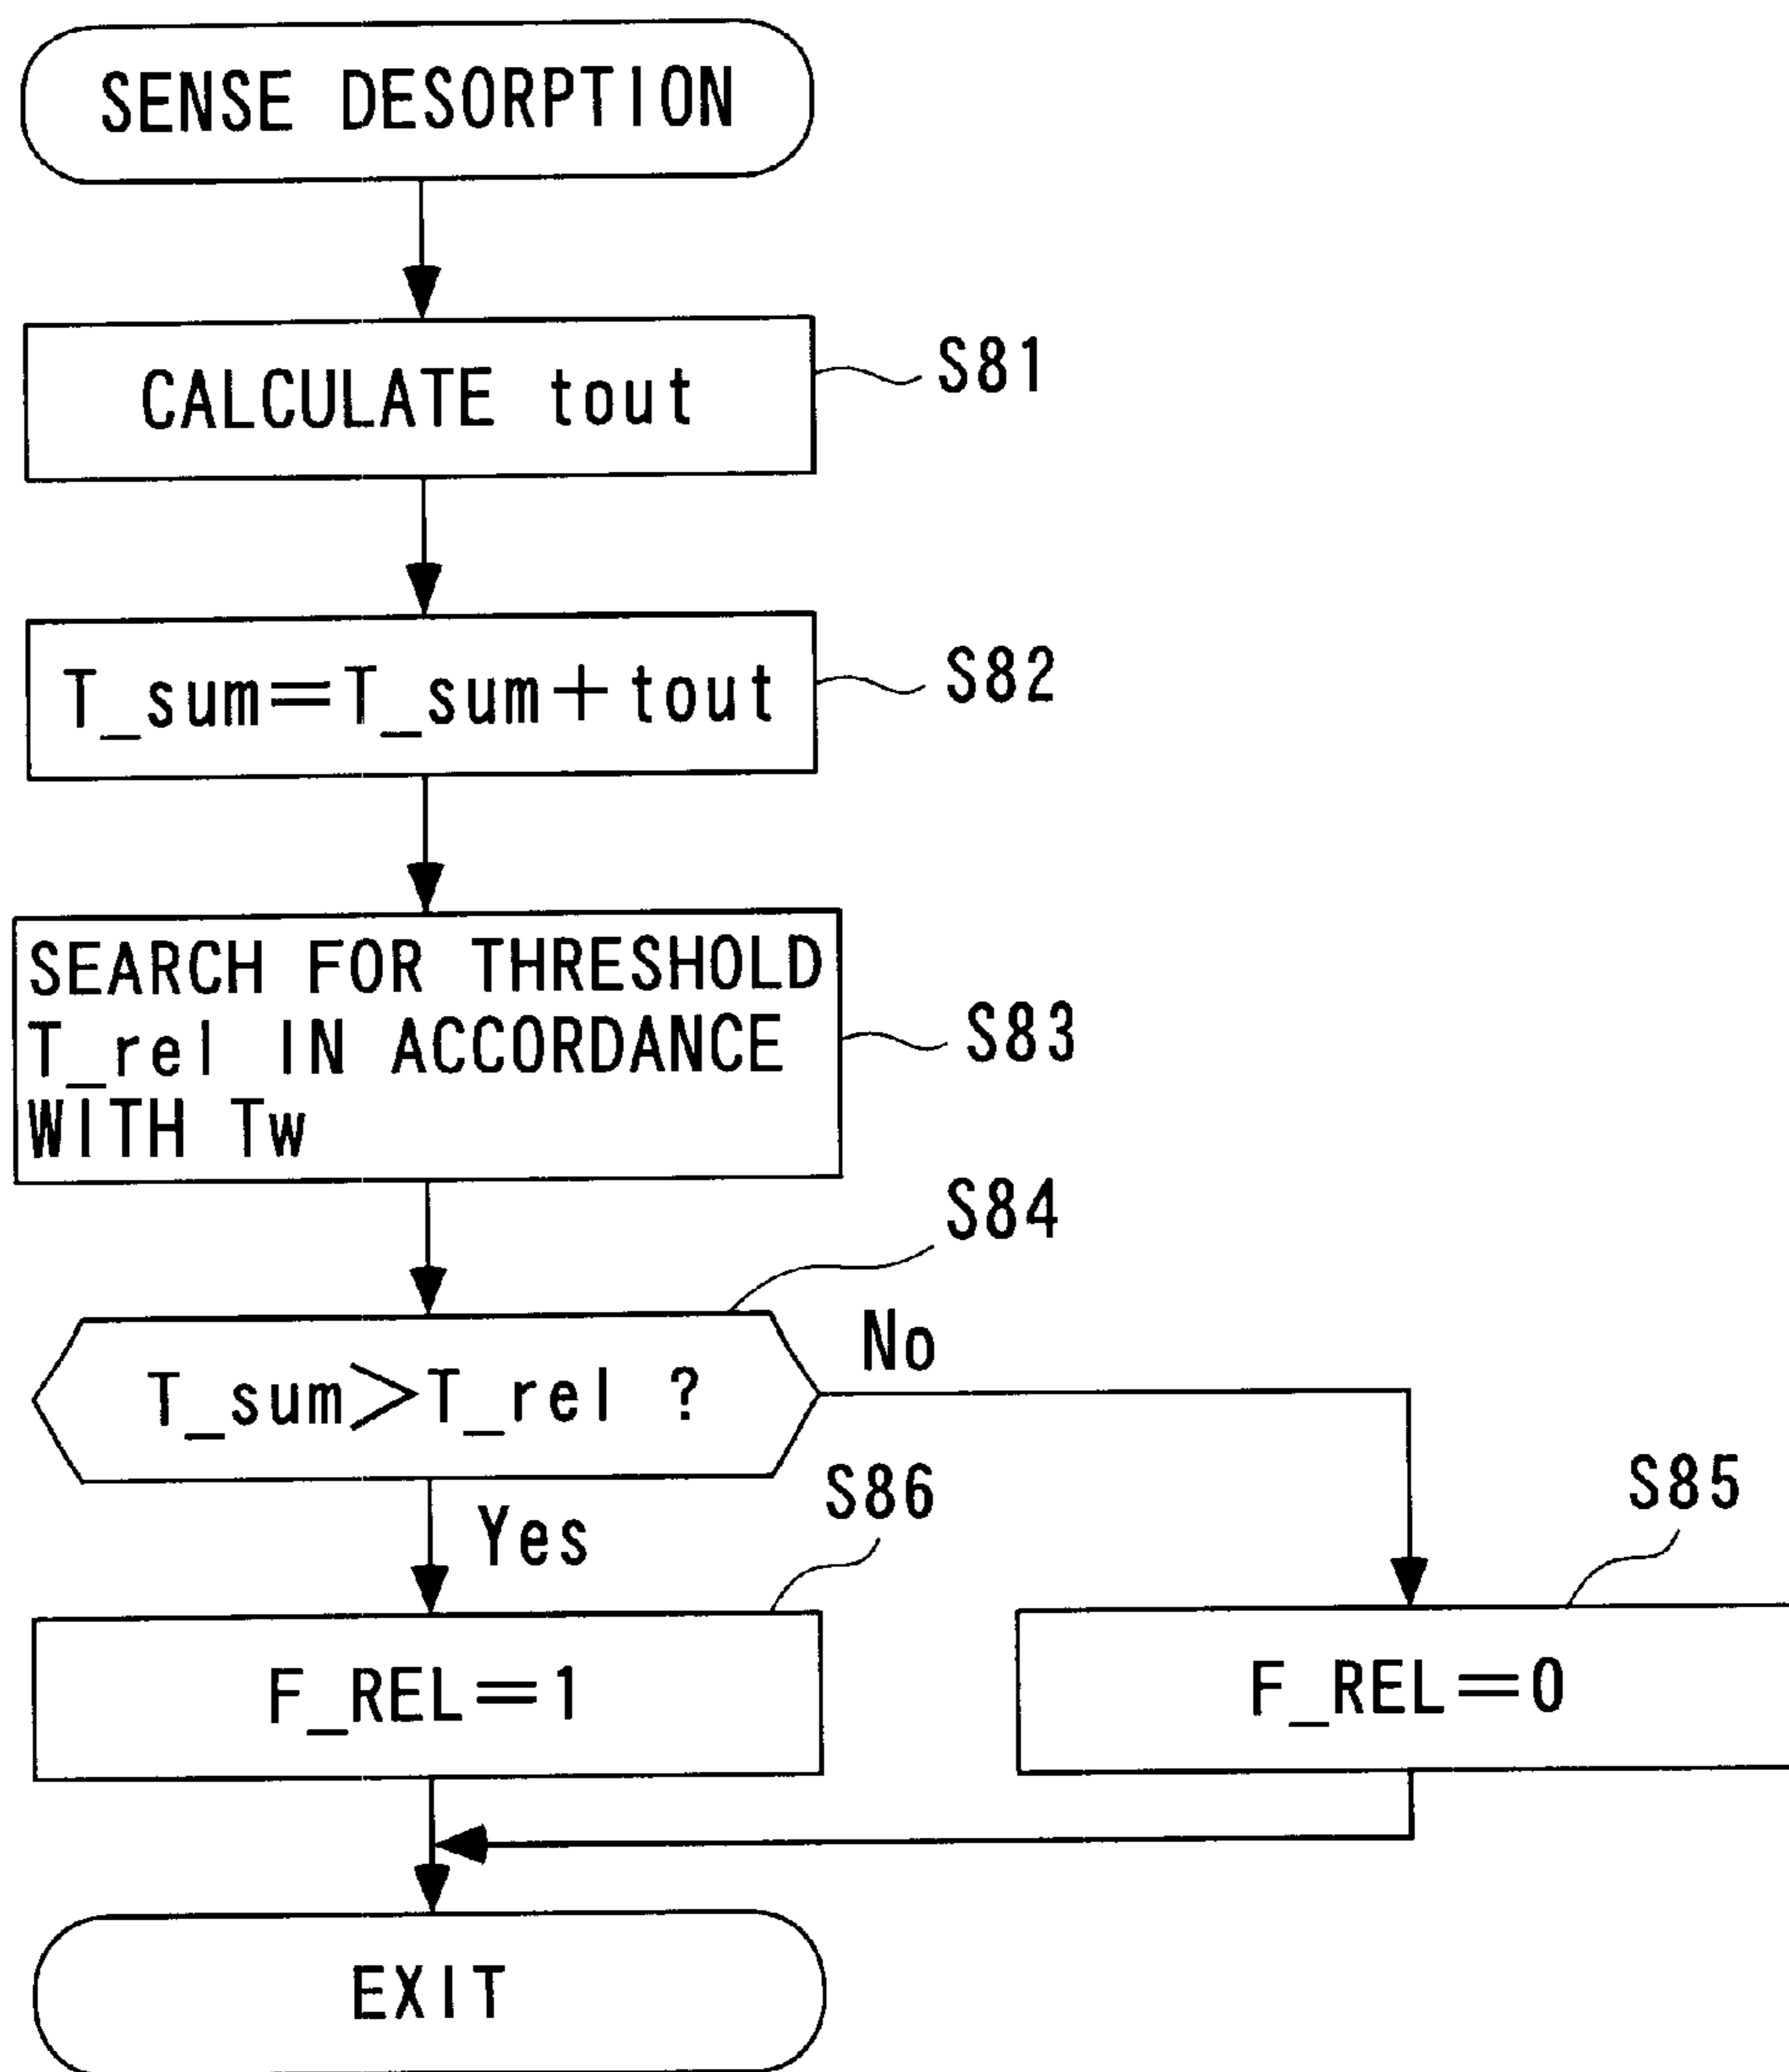 SENSE DESORPTION
CALCULATE tout
S81
T_sum=T_sum+tout
S82
SEARCH FOR THRESHOLD
T_rel IN ACCORDANCE
WITH Tw
S83
S84
T_sum>T_rel ?
No
Yes
S86
S85
F_REL=1
F_REL=0
EXIT